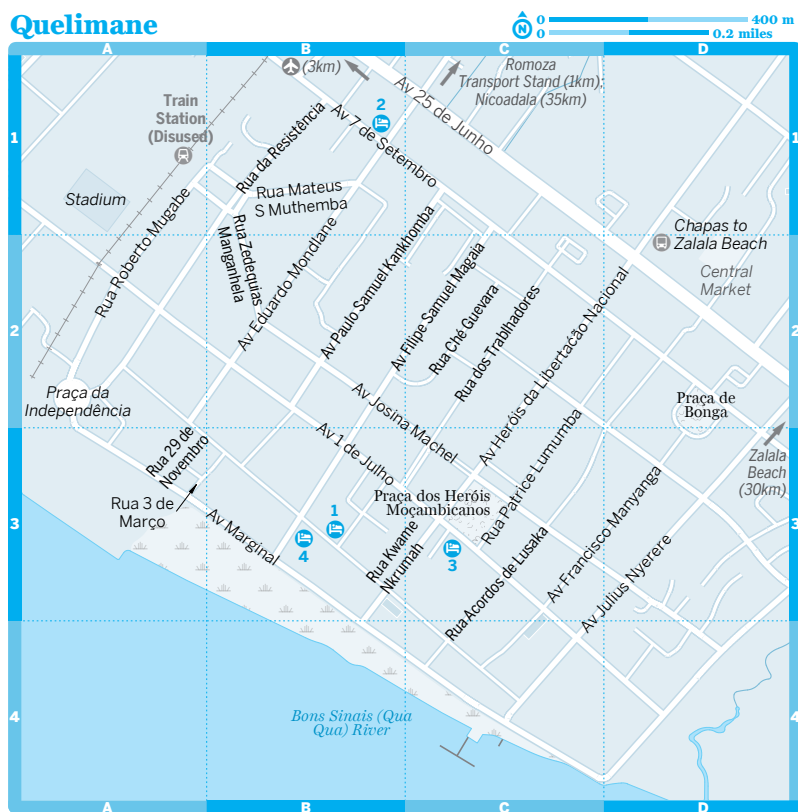 Quelimane
N
0 400 m
0 0.2 miles
A
B
C
D
1
2
3
4
1
2
3
4
A
B
C
D
(3km)
Romoza
Transport Stand (1km);
Nicoadala (35km)
Av 25 de Junho
Train
Station
(Disused)
2
Av 7 de Setembro
Rua da Resistência
Rua Mateus
S Muthemba
Stadium
Rua Roberto Mugabe
Rua Zedequias
Manganhela
Av Eduardo Mondlane
Av Paulo Samuel Kankhomba
Av Filipe Samuel Magaia
Rua Ché Guevara
Rua dos Trablhadores
Av Heróis da Libertaćão Nacional
Chapas to
Zalala Beach
Central
Market
Praça da
Independência
Praça de
Bonga
Av Josina Machel
Av 1 de Julho
Rua 29 de
Novembro
Rua 3 de
Março
Av Marginal
1
4
Praça dos Heróis
Moçambicanos
Rua Kwame
Nkrumah
3
Rua Patrice Lumumba
Rua Acordos de Lusaka
Av Francisco Manyanga
Av Julius Nyerere
Zalala
Beach
(30km)
Bons Sinais (Qua
Qua) River